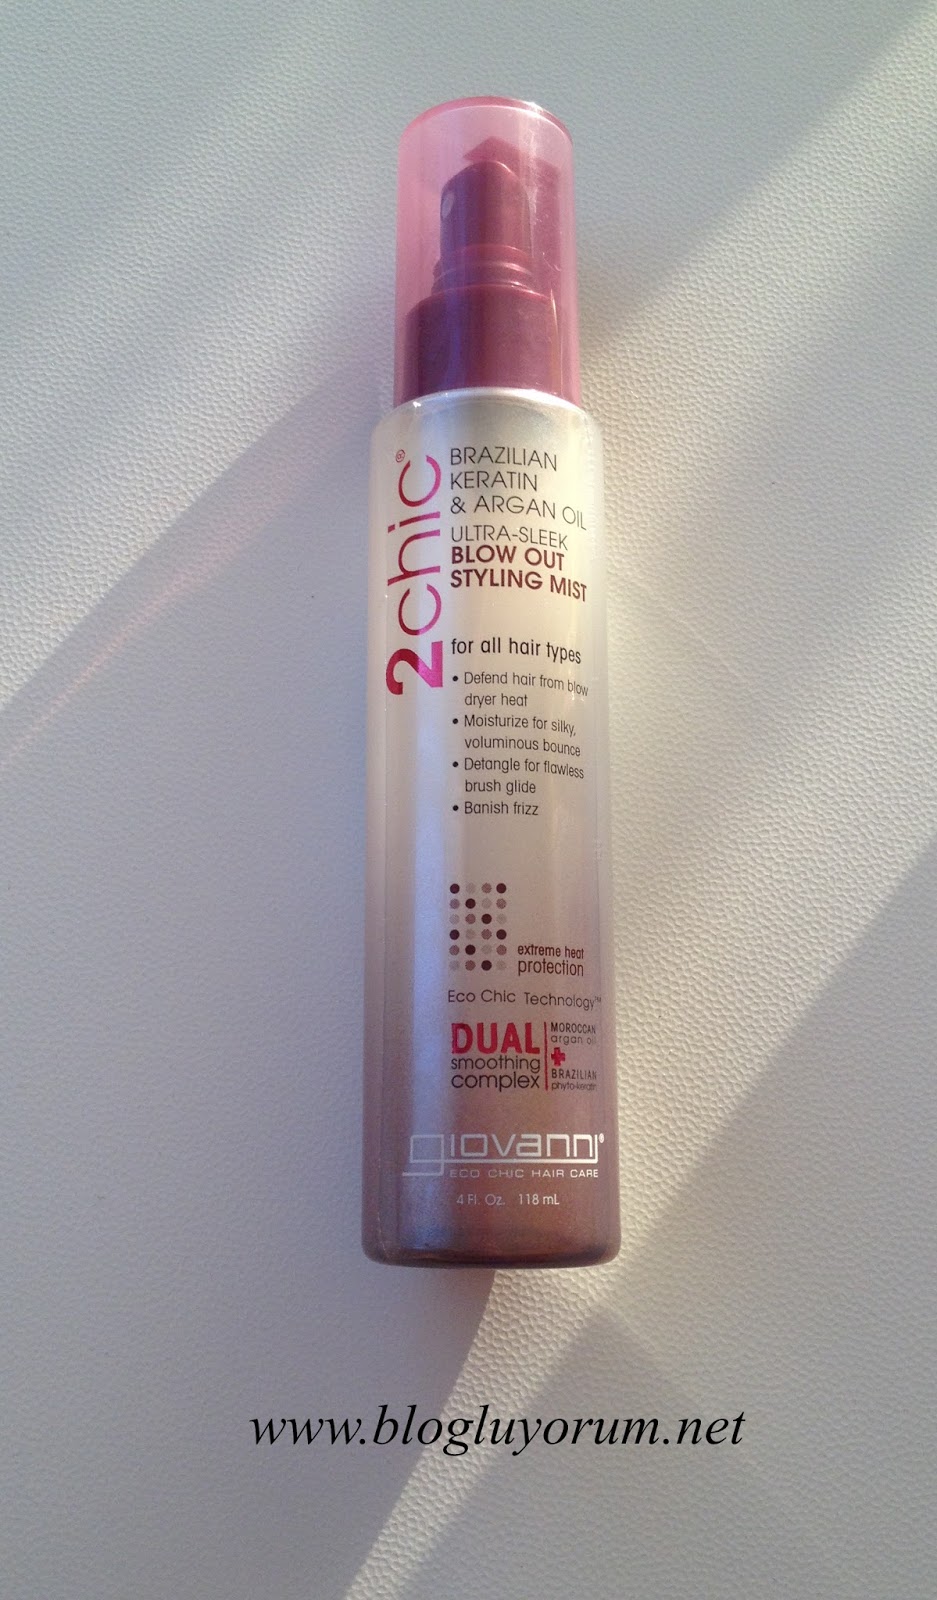 2chic®
BRAZILIAN
KERATIN
& ARGAN OIL
ULTRA-SLEEK
BLOW OUT
STYLING MIST
for all hair types
• Defend hair from blow
dryer heat
• Moisturize for silky,
voluminous bounce
• Detangle for flawless
brush glide
• Banish frizz
extreme heat
protection
Eco Chic Technology™
DUAL
smoothing
complex
MOROCCAN
argan oil
+
BRAZILIAN
phyto-keratin
giovanni®
ECO CHIC HAIR CARE
4 Fl. Oz. 118 mL
www.blogluyorum.net